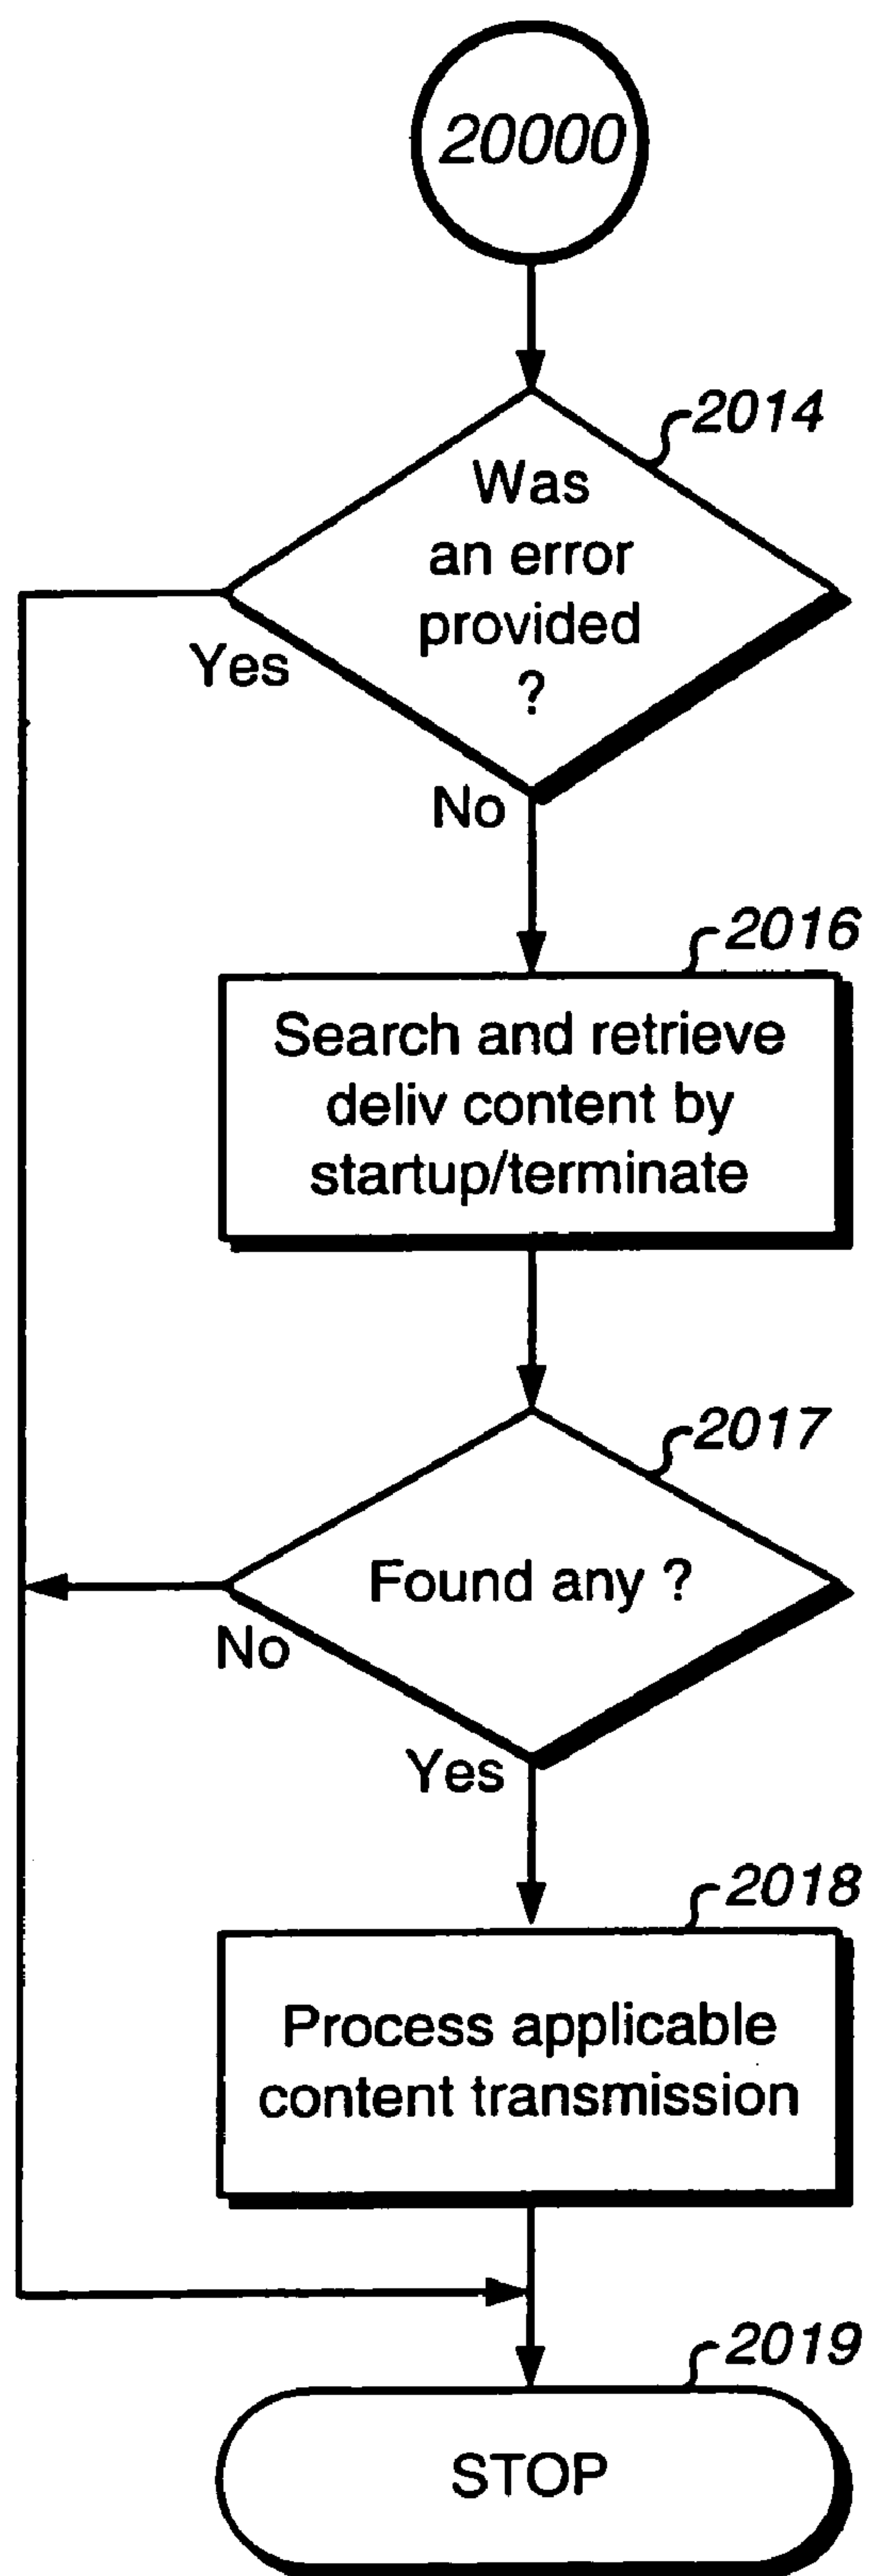 20000
2014
Was
an error
provided
?
Yes
No
2016
Search and retrieve
deliv content by
startup/terminate
2017
Found any ?
No
Yes
2018
Process applicable
content transmission
2019
STOP